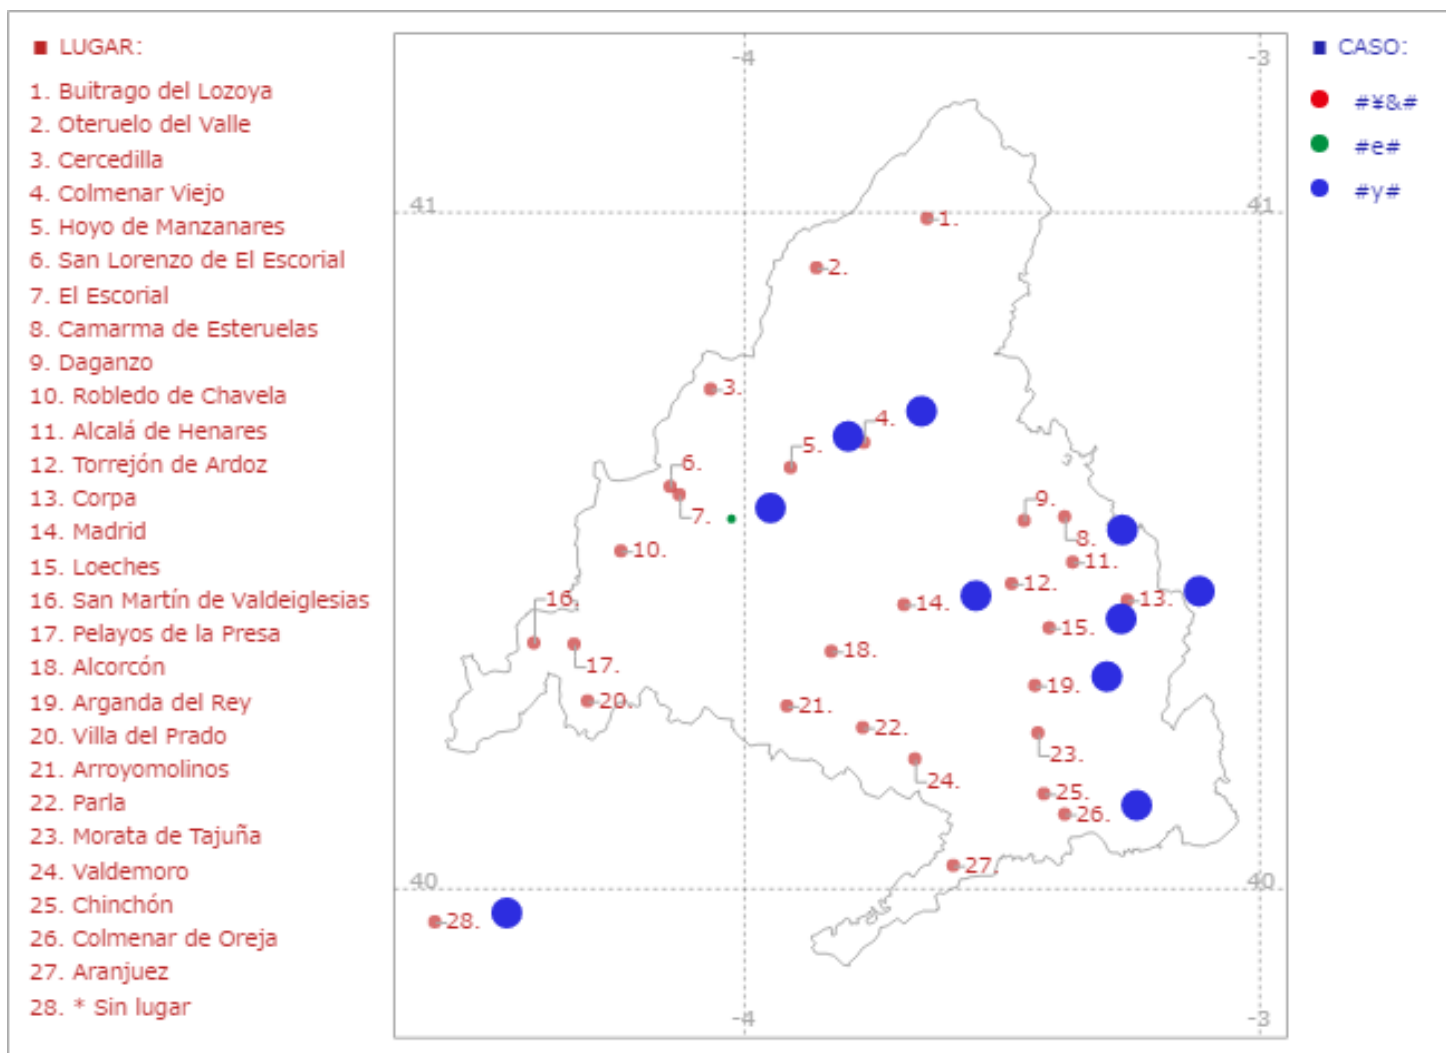 LUGAR:
1. Buitrago del Lozoya
2. Oteruelo del Valle
3. Cercedilla
4. Colmenar Viejo
5. Hoyo de Manzanares
6. San Lorenzo de El Escorial
7. El Escorial
8. Camarma de Esteruelas
9. Daganzo
10. Robledo de Chavela
11. Alcalá de Henares
12. Torrejón de Ardoz
13. Corpa
14. Madrid
15. Loeches
16. San Martín de Valdeiglesias
17. Pelayos de la Presa
18. Alcorcón
19. Arganda del Rey
20. Villa del Prado
21. Arroyomolinos
22. Parla
23. Morata de Tajuña
24. Valdemoro
25. Chinchón
26. Colmenar de Oreja
27. Aranjuez
28. * Sin lugar
-4
-3
41
41
1.
2.
3.
4.
5.
6.
7.
9.
8.
10.
11.
12.
13.
14.
15.
16.
17.
18.
19.
20.
21.
22.
23.
24.
25.
26.
27.
40
40
28.
-4
-3
CASO:
#¥&#
#e#
#y#